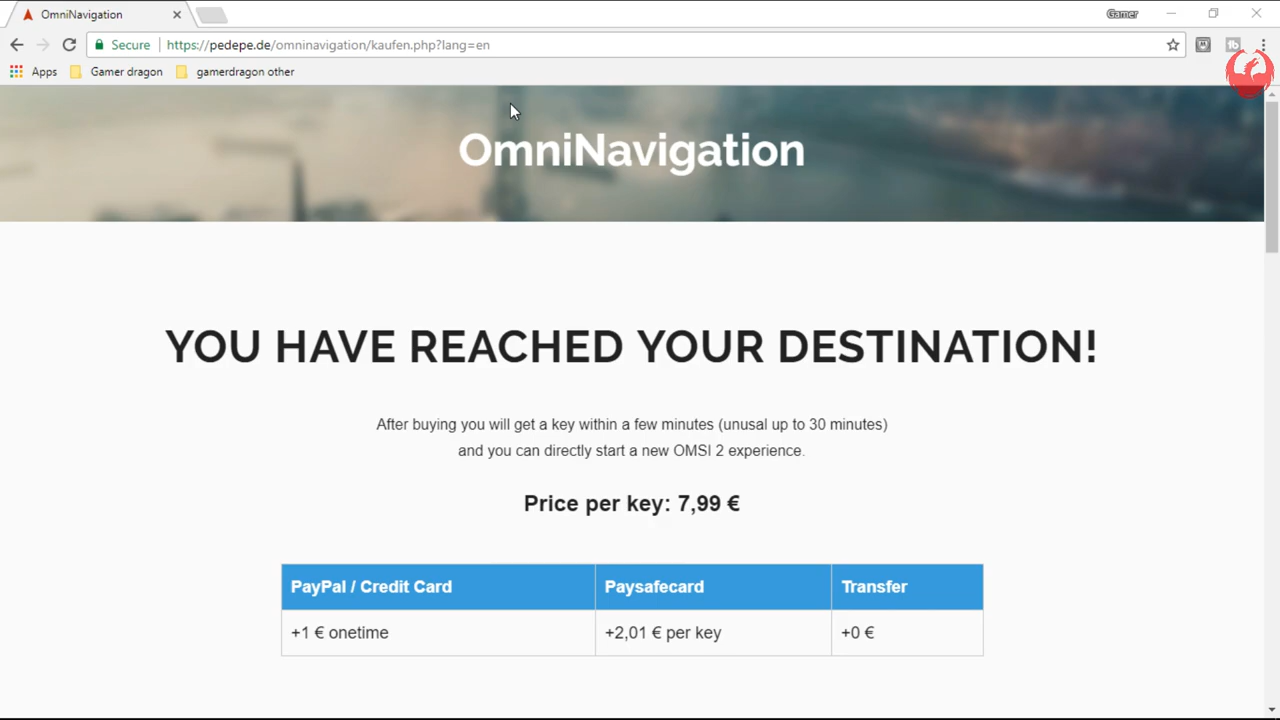 OmniNavigation
Gamer
Secure
https://pedepe.de/omninavigation/kaufen.php?lang=en
Apps
Gamer dragon
gamerdragon other
OmniNavigation
YOU HAVE REACHED YOUR DESTINATION!
After buying you will get a key within a few minutes (unusal up to 30 minutes)
and you can directly start a new OMSI 2 experience.
Price per key: 7,99 €
PayPal / Credit Card
Paysafecard
Transfer
+1 € onetime
+2,01 € per key
+0 €